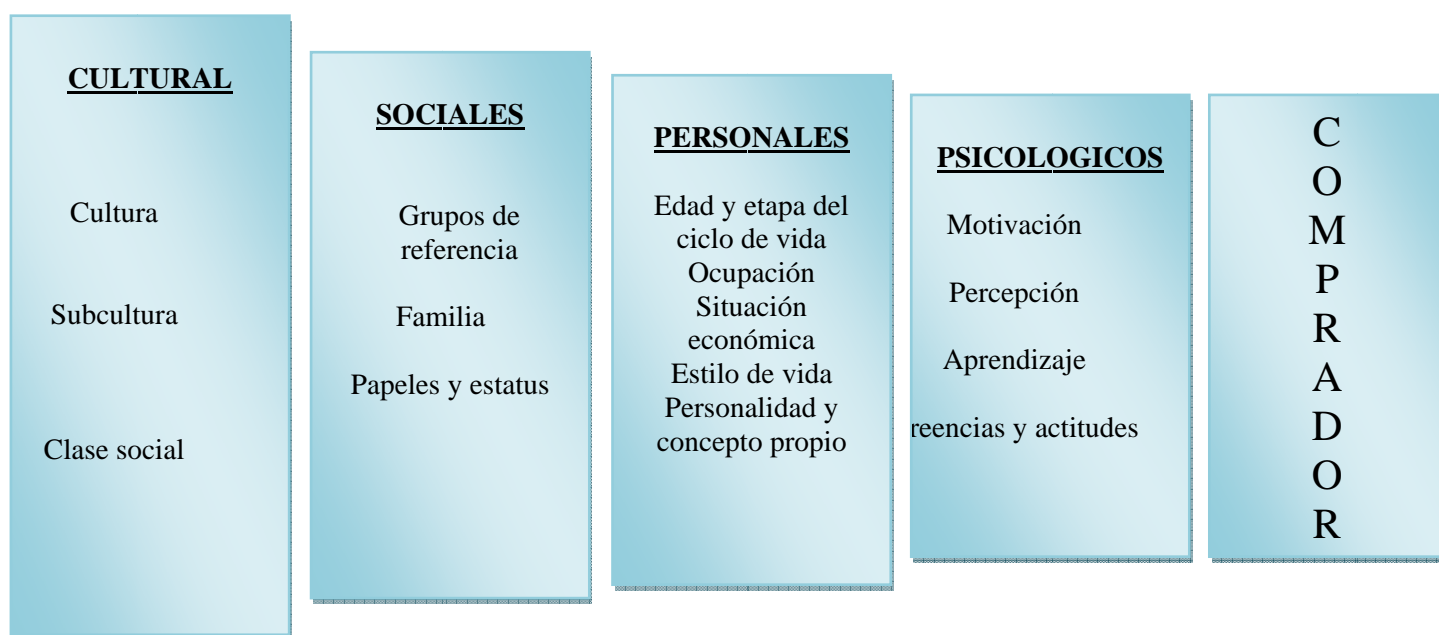 CULTURAL
Cultura
Subcultura
Clase social
SOCIALES
Grupos de
referencia
Familia
Papeles y estatus
PERSONALES
Edad y etapa del
ciclo de vida
Ocupación
Situación
económica
Estilo de vida
Personalidad y
concepto propio
PSICOLOGICOS
Motivación
Percepción
Aprendizaje
reencias y actitudes
C
O
M
P
R
A
D
O
R